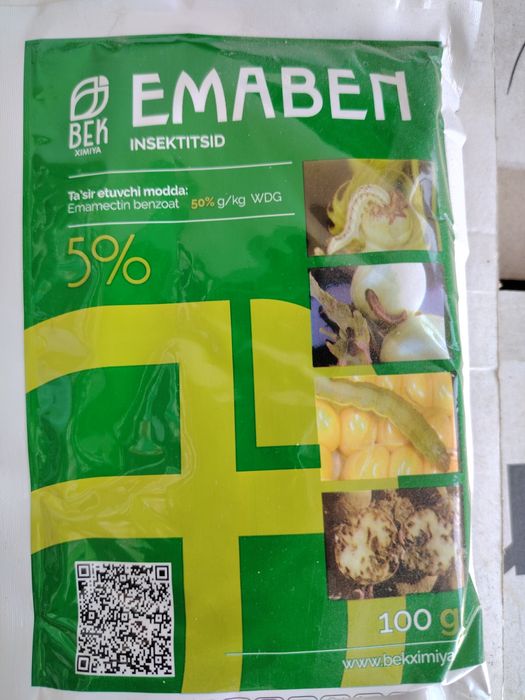 EMABEN
BEK
XIMIYA
INSEKTITSID
Ta'sir etuvchi modda:
Emamectin benzoat 50% g/kg WDG
5%
100 g
www.bekximiya